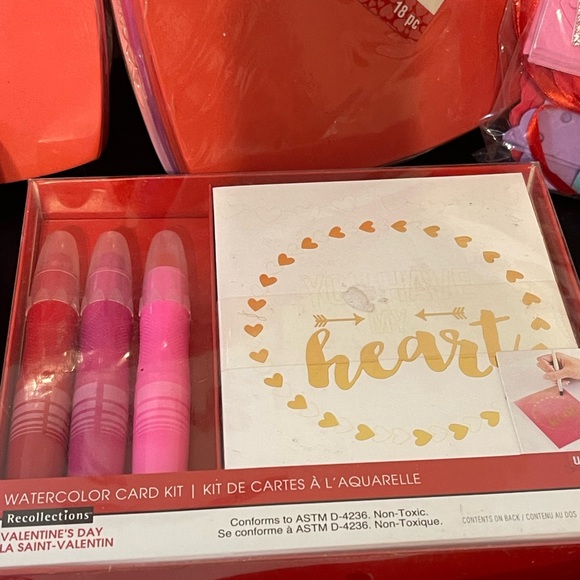 18 pc
YOU HAVE
MY
heart
WATERCOLOR CARD KIT | KIT DE CARTES À L'AQUARELLE
Recollections™
VALENTINE'S DAY
LA SAINT-VALENTIN
Conforms to ASTM D-4236. Non-Toxic.
Se conforme à ASTM D-4236. Non-Toxique.
CONTENTS ON BACK / CONTENU AU DOS